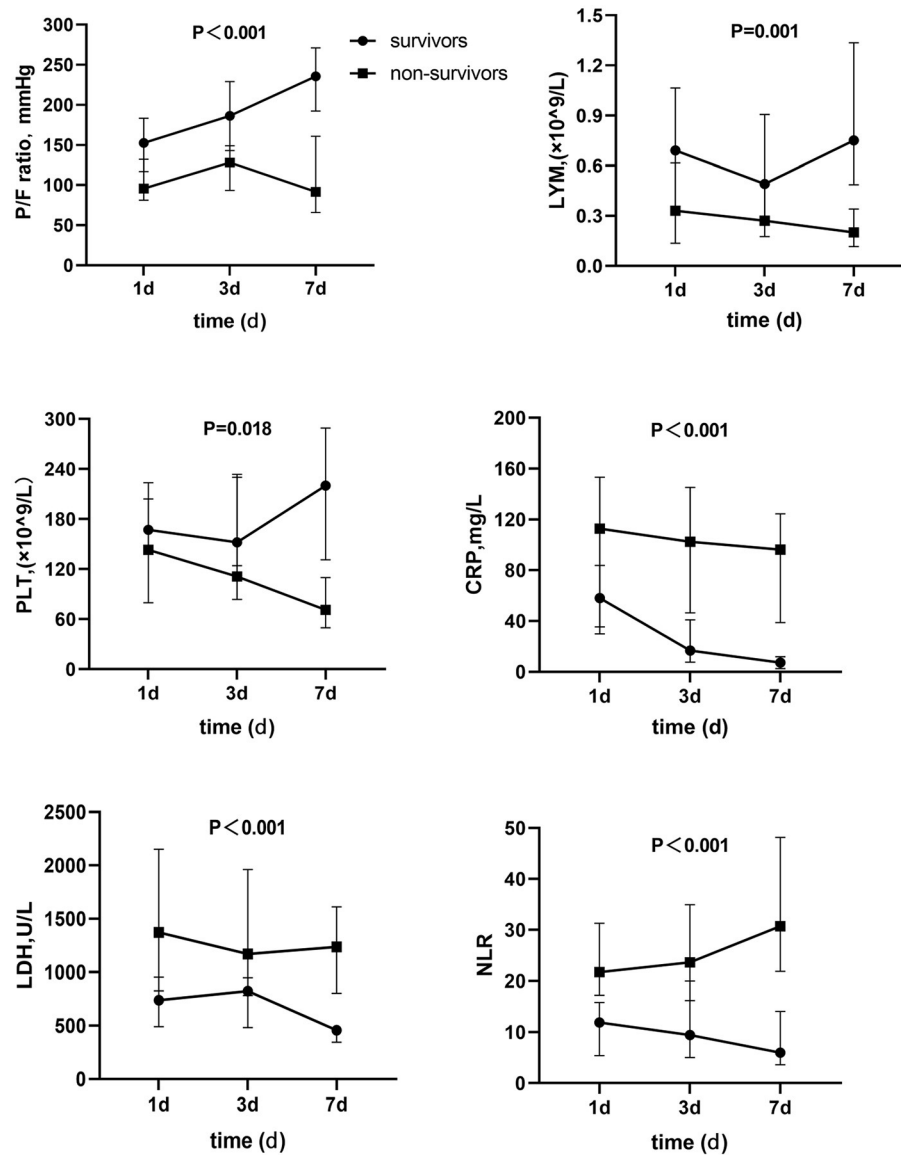 P<0.001
survivors
non-survivors
P/F ratio, mmHg
300
250
200
150
100
50
0
1d 3d 7d
time (d)
P=0.001
LYM,(×10^9/L)
1.5
1.2
0.9
0.6
0.3
0.0
1d 3d 7d
time (d)
P=0.018
PLT,(×10^9/L)
300
240
180
120
60
0
1d 3d 7d
time (d)
P<0.001
CRP,mg/L
200
160
120
80
40
0
1d 3d 7d
time (d)
P<0.001
LDH,U/L
2500
2000
1500
1000
500
0
1d 3d 7d
time (d)
P<0.001
NLR
50
40
30
20
10
0
1d 3d 7d
time (d)